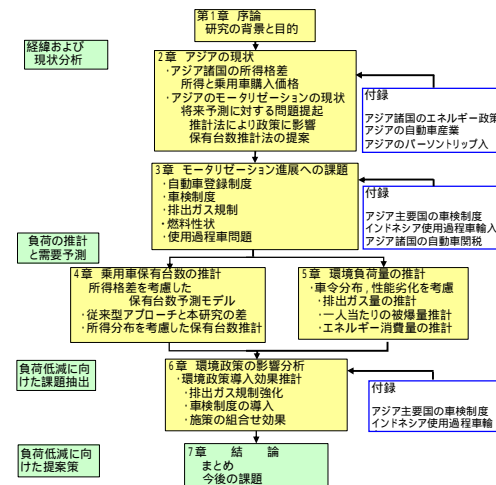 第1章 序論
研究の背景と目的
経緯および
現状分析
2章 アジアの現状
・アジア諸国の所得格差
所得と乗用車購入価格
・アジアのモータリゼーションの現状
将来予測に対する問題提起
推計法により政策に影響
保有台数推計法の提案
付録
アジア諸国のエネルギー政策
アジアの自動車産業
アジアのパーソントリップ入
3章 モータリゼーション進展への課題
・自動車登録制度
・車検制度
・排出ガス規制
・燃料性状
・使用過程車問題
付録
アジア主要国の車検制度
インドネシア使用過程車輸入
アジア諸国の自動車関税
負荷の推計
と需要予測
4章 乗用車保有台数の推計
所得格差を考慮した
保有台数予測モデル
・従来型アプローチと本研究の差
・所得分布を考慮した保有台数推計
5章 環境負荷量の推計
・車令分布,性能劣化を考慮
・排出ガス量の推計
・一人当たりの被爆量推計
・エネルギー消費量の推計
負荷低減に向
けた課題抽出
6章 環境政策の影響分析
・環境政策導入効果推計
・排出ガス規制強化
・車検制度の導入
・施策の組合せ効果
付録
アジア主要国の車検制度
インドネシア使用過程車輸
負荷低減に向
けた提案策
7章 結 論
まとめ
今後の課題